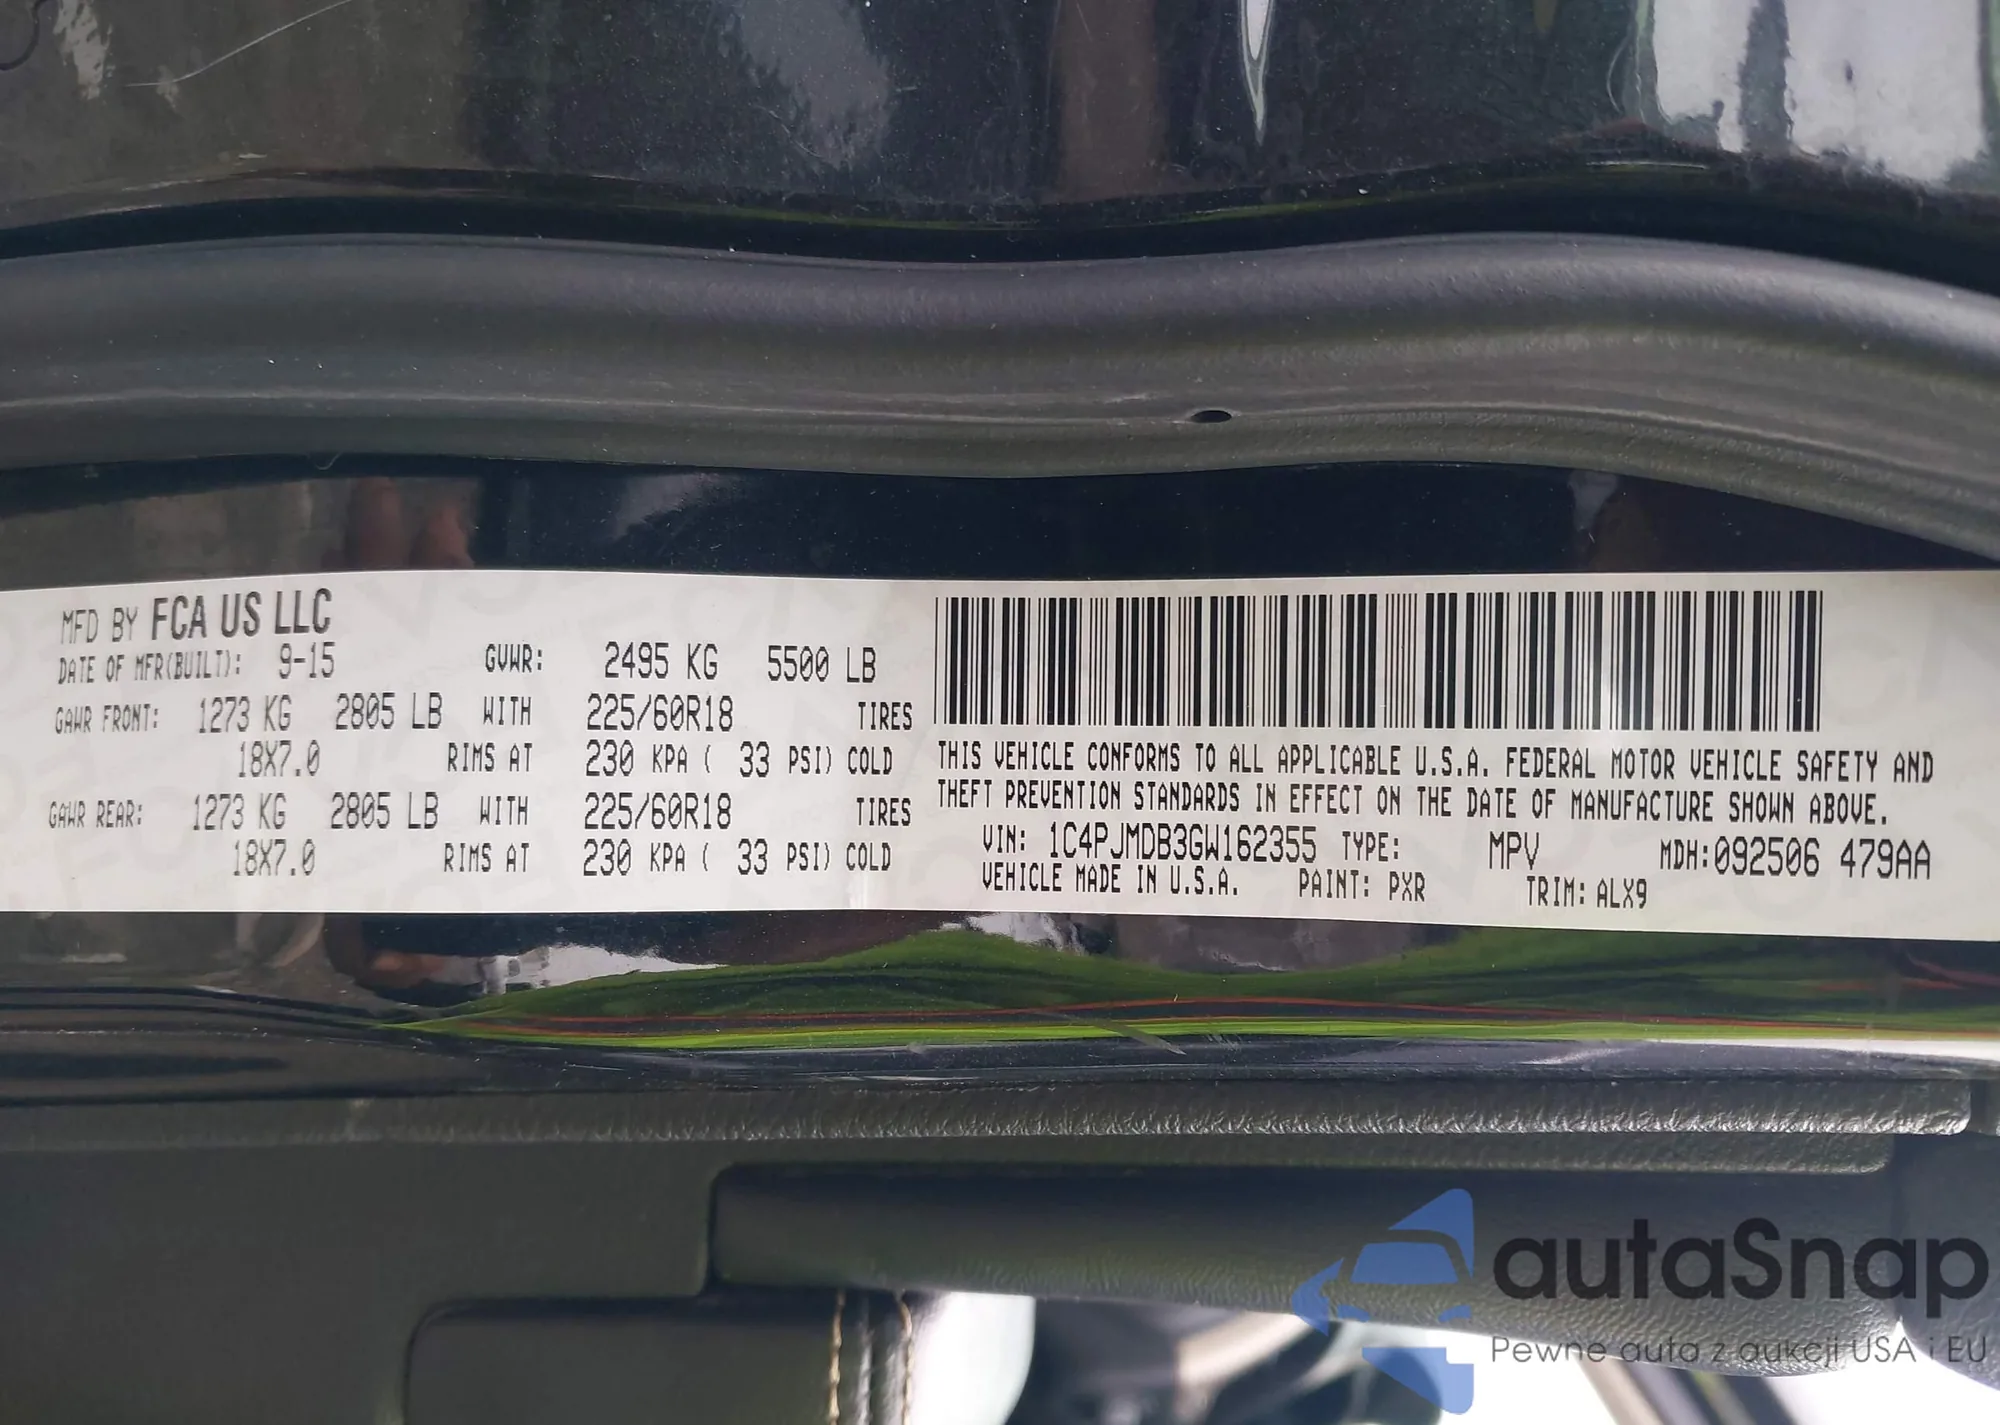 MFD BY FCA US LLC
DATE OF MFR(BUILT): 9-15 GVWR: 2495 KG 5500 LB
GAWR FRONT: 1273 KG 2805 LB WITH 225/60R18 TIRES
18X7.0 RIMS AT 230 KPA ( 33 PSI) COLD
GAWR REAR: 1273 KG 2805 LB WITH 225/60R18 TIRES
18X7.0 RIMS AT 230 KPA ( 33 PSI) COLD
THIS VEHICLE CONFORMS TO ALL APPLICABLE U.S.A. FEDERAL MOTOR VEHICLE SAFETY AND
THEFT PREVENTION STANDARDS IN EFFECT ON THE DATE OF MANUFACTURE SHOWN ABOVE.
VIN: 1C4PJMDB3GW162355 TYPE: MPV MDH:092506 479AA
VEHICLE MADE IN U.S.A. PAINT: PXR TRIM: ALX9
autaSnap
Pewne auta z aukcji USA i EU